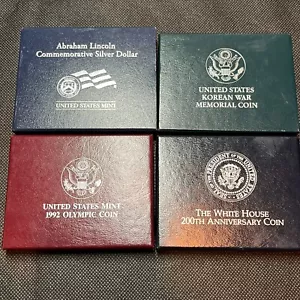 Abraham Lincoln
Commemorative Silver Dollar
UNITED STATES MINT
UNITED STATES
KOREAN WAR
MEMORIAL COIN
UNITED STATES MINT
1992 OLYMPIC COIN
THE WHITE HOUSE
200TH ANNIVERSARY COIN